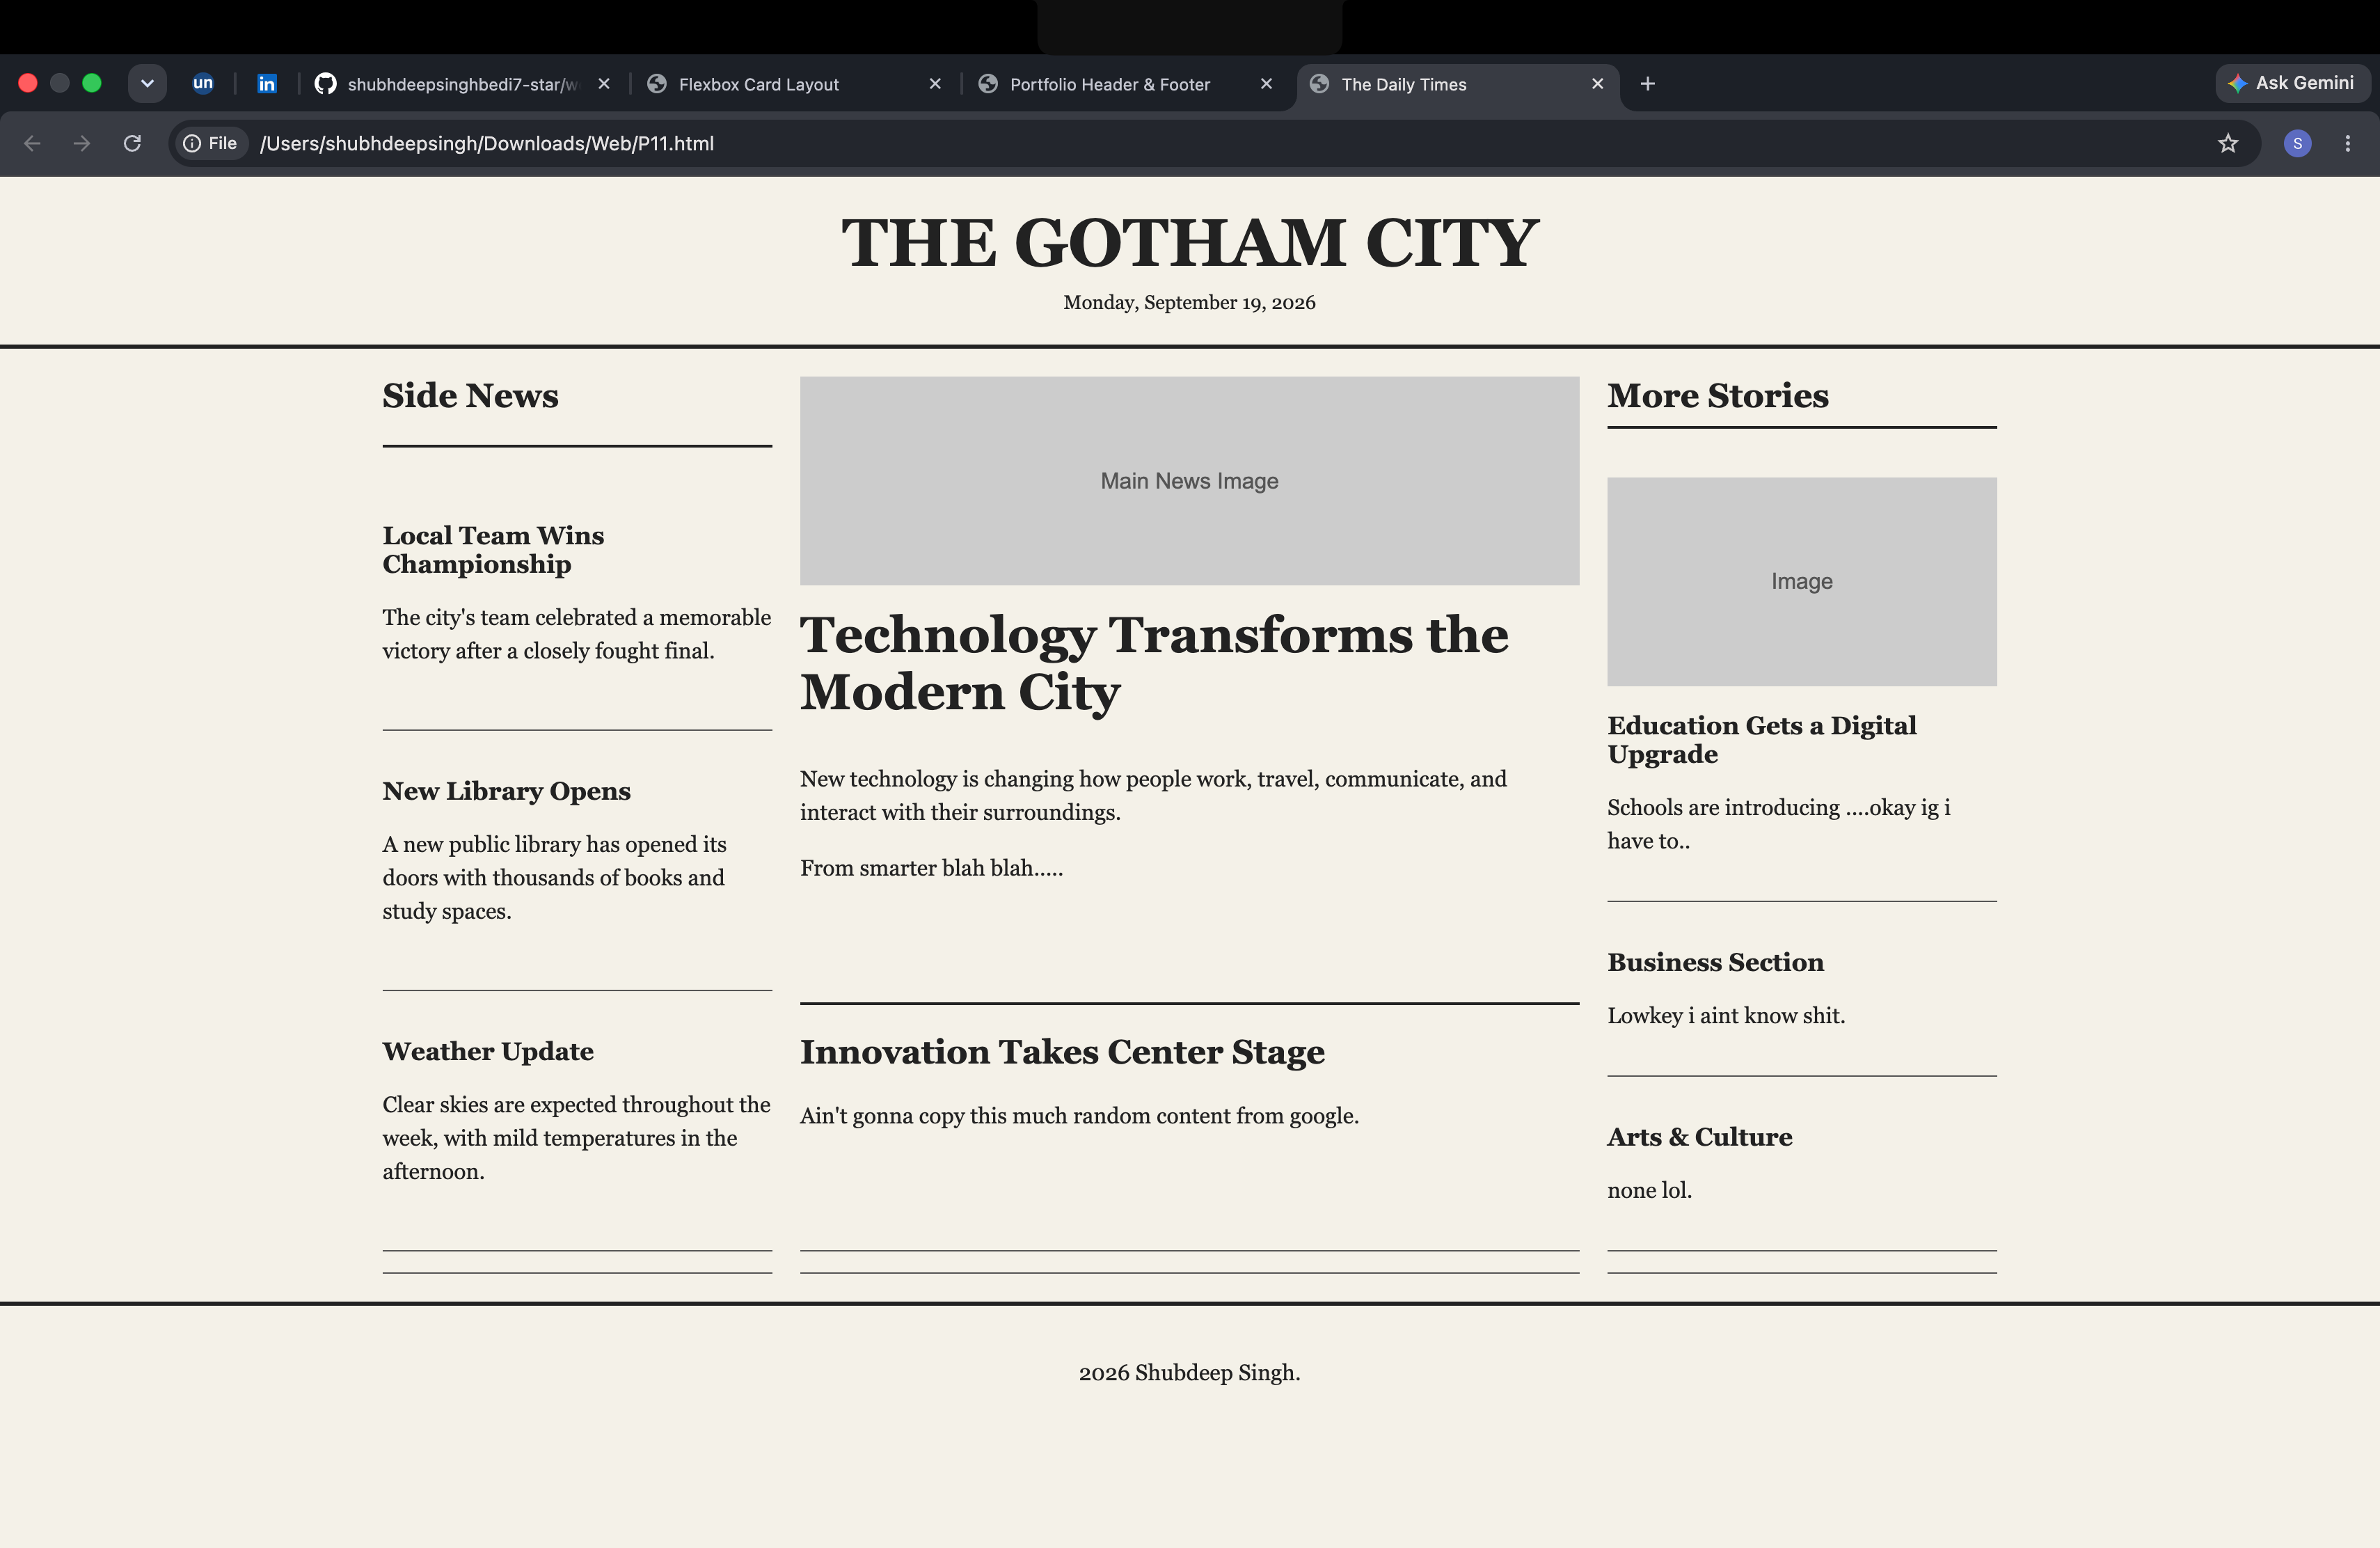 un
in
shubhdeepsinghbedi7-star/w
Flexbox Card Layout
Portfolio Header & Footer
The Daily Times
Ask Gemini
File
/Users/shubhdeepsingh/Downloads/Web/P11.html
S
THE GOTHAM CITY
Monday, September 19, 2026
Side News
Local Team Wins
Championship
The city's team celebrated a memorable
victory after a closely fought final.
New Library Opens
A new public library has opened its
doors with thousands of books and
study spaces.
Weather Update
Clear skies are expected throughout the
week, with mild temperatures in the
afternoon.
Main News Image
Technology Transforms the
Modern City
New technology is changing how people work, travel, communicate, and
interact with their surroundings.
From smarter blah blah.....
Innovation Takes Center Stage
Ain't gonna copy this much random content from google.
More Stories
Image
Education Gets a Digital
Upgrade
Schools are introducing ....okay ig i
have to..
Business Section
Lowkey i aint know shit.
Arts & Culture
none lol.
2026 Shubdeep Singh.